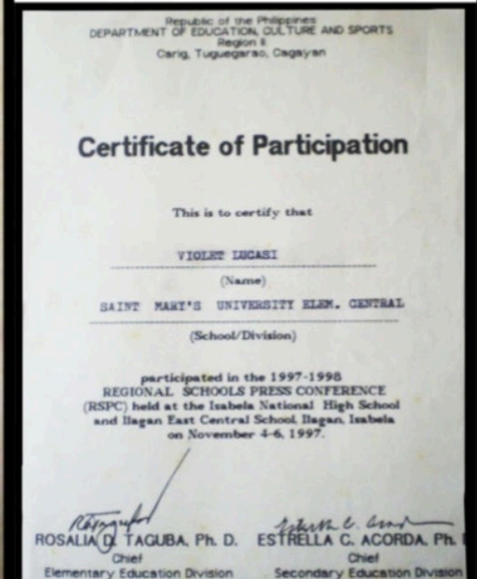 Republic of the Philippines
DEPARTMENT OF EDUCATION, CULTURE AND SPORTS
Region II
Carig, Tuguegarao, Cagayan
Certificate of Participation
This is to certify that
VIOLET LUCASI
(Name)
SAINT MARY'S UNIVERSITY ELEM. CENTRAL
(School/Division)
participated in the 1997-1998
REGIONAL SCHOOLS PRESS CONFERENCE
(RSPC) held at the Isabela National High School
and Ilagan East Central School, Ilagan, Isabela
on November 4-6, 1997.
ROSALIA D. TAGUBA, Ph. D. ESTRELLA C. ACORDA, Ph.
Chief Chief
Elementary Education Division Secondary Education Division